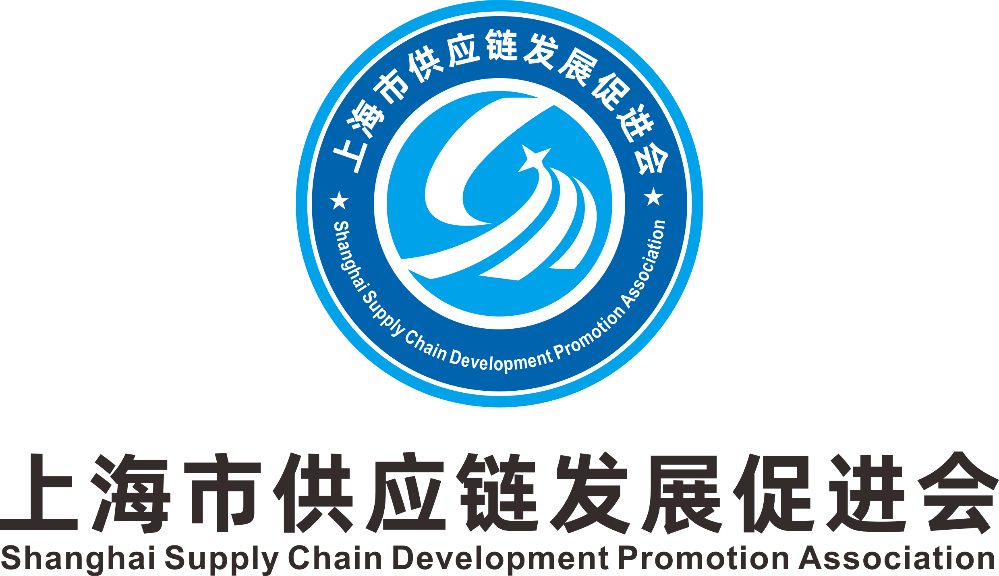 上海市供应链发展促进会
Shanghai Supply Chain Development Promotion Association
上海市供应链发展促进会
Shanghai Supply Chain Development Promotion Association